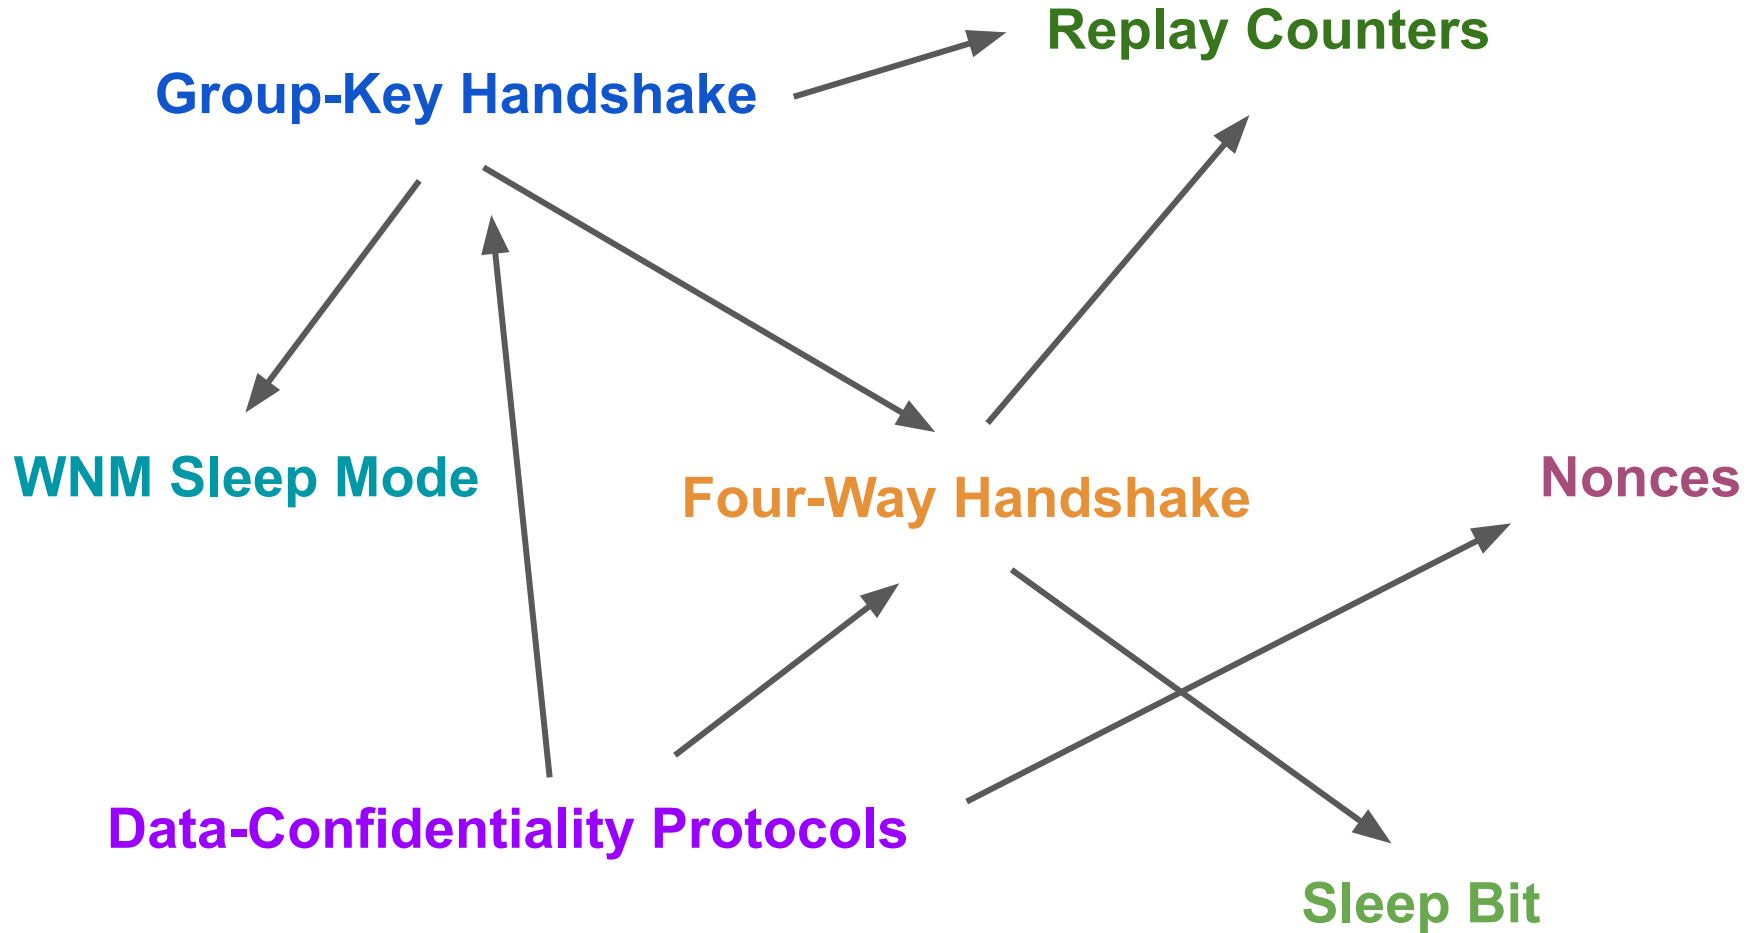 Replay Counters
Group-Key Handshake
WNM Sleep Mode
Four-Way Handshake
Nonces
Data-Confidentiality Protocols
Sleep Bit